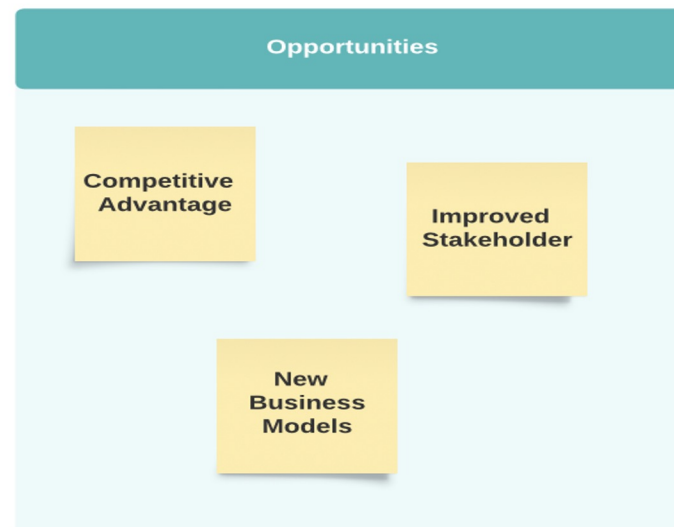 Opportunities
Competitive
Advantage
Improved
Stakeholder
New
Business
Models